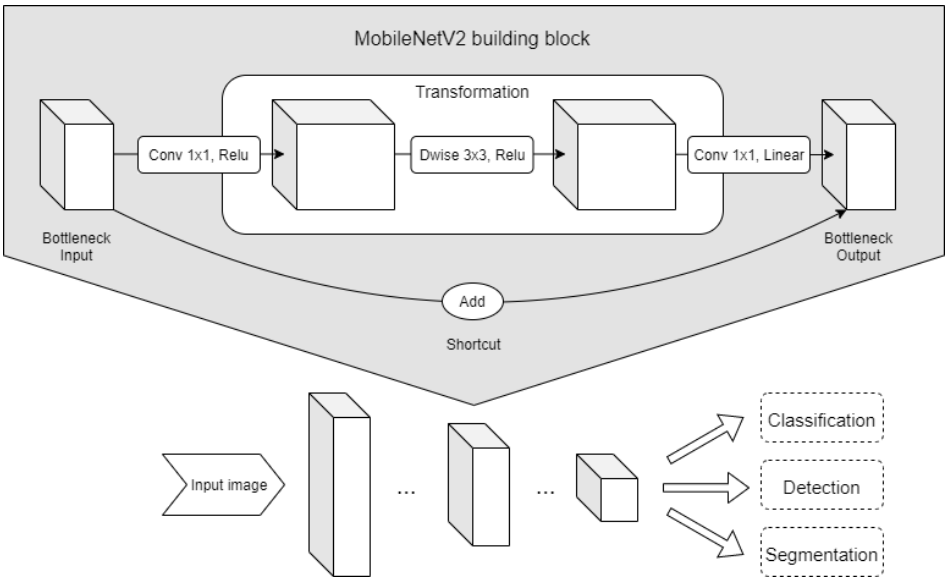 MobileNetV2 building block
Transformation
Conv 1x1, Relu
Dwise 3x3, Relu
Conv 1x1, Linear
Bottleneck
Input
Bottleneck
Output
Add
Shortcut
Input image
...
...
Classification
Detection
Segmentation